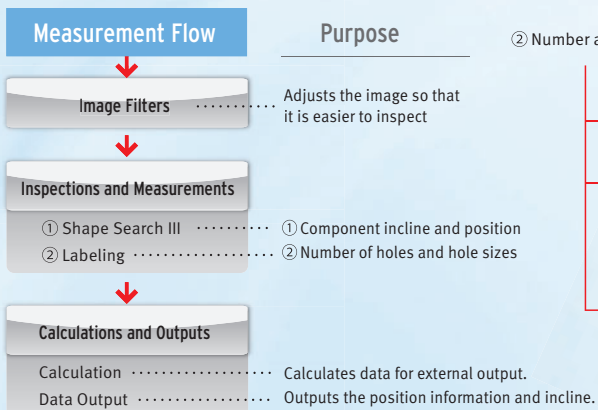 Measurement Flow
Purpose
② Number a
Image Filters
Adjusts the image so that
it is easier to inspect
Inspections and Measurements
① Shape Search III
① Component incline and position
② Labeling
② Number of holes and hole sizes
Calculations and Outputs
Calculation
Calculates data for external output.
Data Output
Outputs the position information and incline.